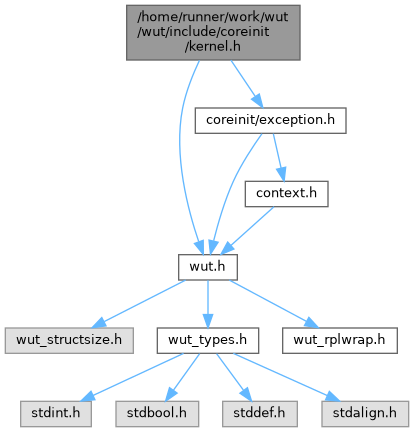 /home/runner/work/wut
/wut/include/coreinit
/kernel.h
coreinit/exception.h
context.h
wut.h
wut_structsize.h
wut_types.h
wut_rplwrap.h
stdint.h
stdbool.h
stddef.h
stdalign.h